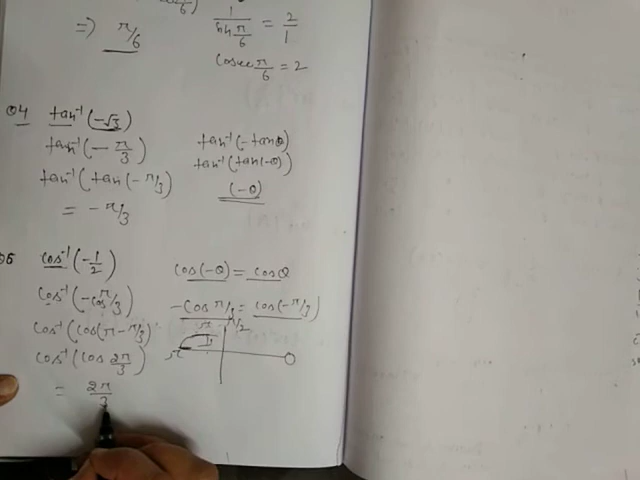 => π/6
1/sin π/6 = 2/1
cosec π/6 = 2
Q4 tan⁻¹(-√3)
tan⁻¹(-π/3)
tan⁻¹(tan(-π/3)
= -π/3
tan⁻¹(-tanθ)
tan⁻¹(tan(-θ))
(-θ)
cos⁻¹(-1/2)
cos⁻¹(-cos π/3)
cos⁻¹(cos(π-π/3)
cos⁻¹(cos 2π/3)
= 2π/3
cos(-θ) = cosθ
-cos π/3 = cos(-π/3)
π/2
π